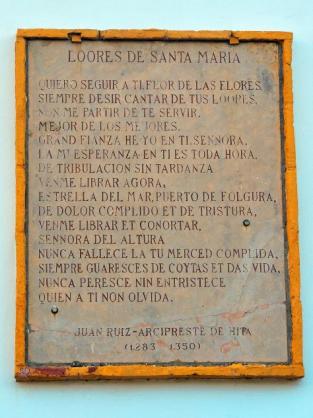 LOORES DE SANTA MARIA
QUIERO SEGUIR A TI, FLOR DE LAS FLORES,
SIEMPRE DESIR CANTAR DE TUS LOORES,
NON ME PARTIR DE TE SERVIR,
MEJOR DE LOS MEJORES.
GRAND FIANZA HE YO EN TI, SENNORA,
LA MI ESPERANZA EN TI ES TODA HORA,
DE TRIBULACION SIN TARDANZA
VENME LIBRAR AGORA,
ESTRELLA DEL MAR, PUERTO DE FOLGURA,
DE DOLOR COMPLIDO ET DE TRISTURA,
VENME LIBRAR ET CONORTAR,
SENNORA DEL ALTURA
NUNCA FALLECE LA TU MERCED COMPLIDA,
SIEMPRE GUARESCES DE COYTAS ET DAS VIDA,
NUNCA PERESCE NIN ENTRISTECE
QUIEN A TI NON OLVIDA.
JUAN RUIZ-ARCIPRESTE DE HITA
(1283 1350)